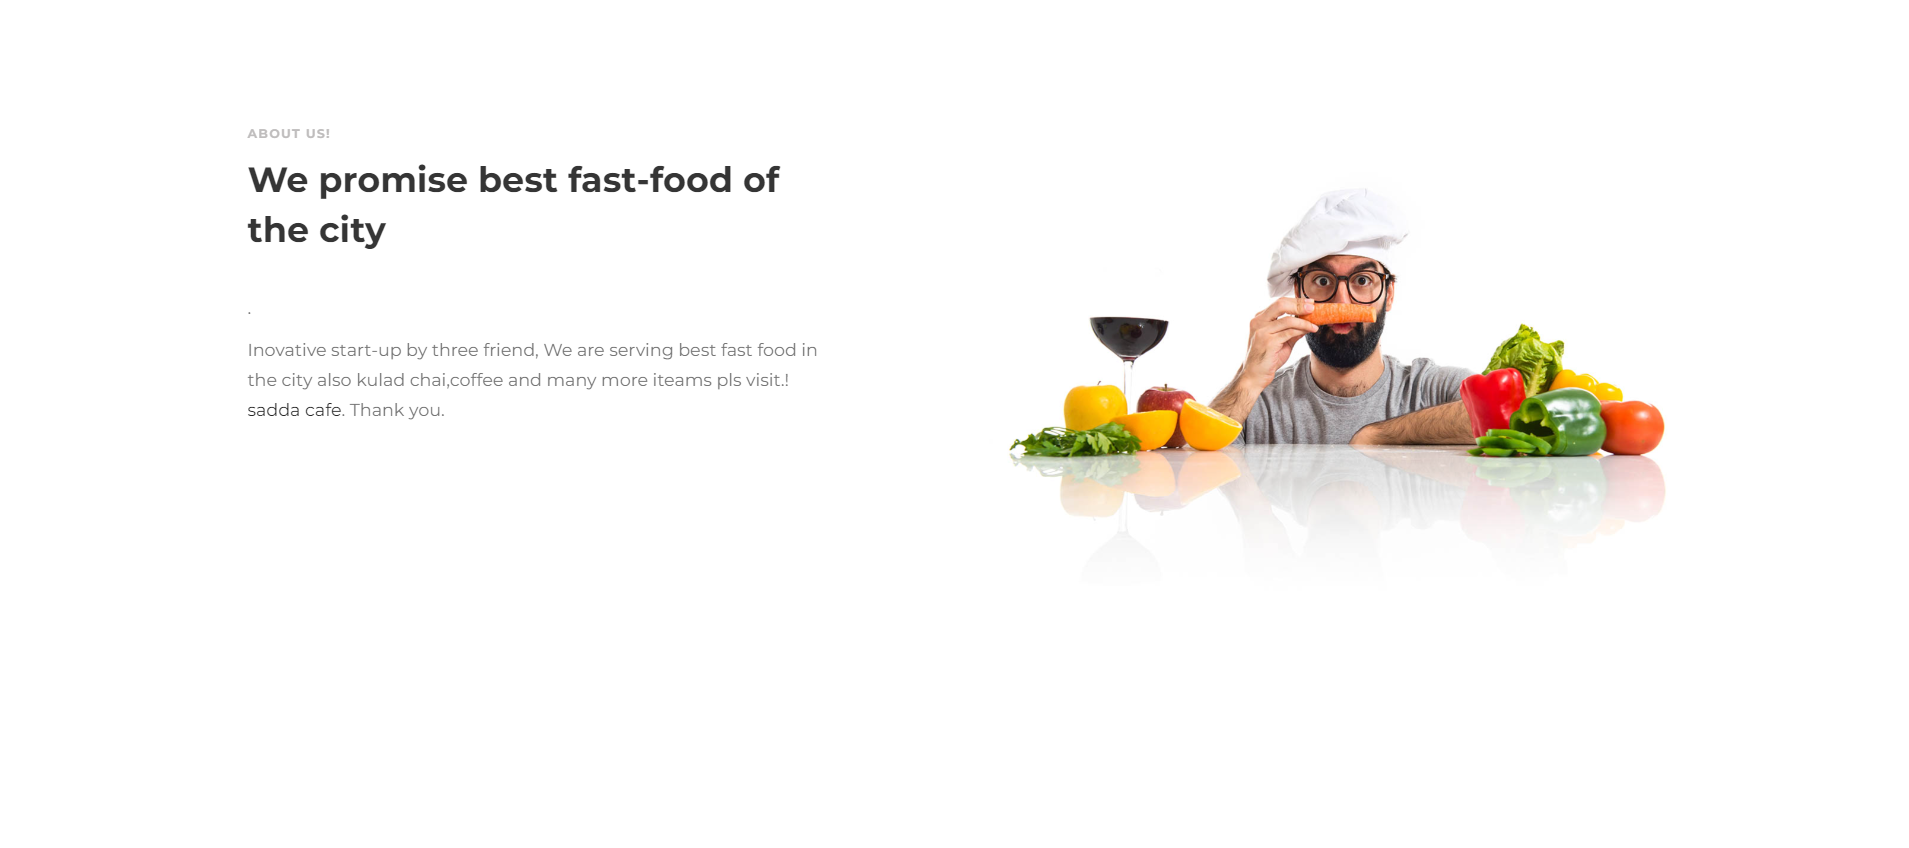 ABOUT US!
We promise best fast-food of
the city
.
Inovative start-up by three friend, We are serving best fast food in
the city also kulad chai,coffee and many more iteams pls visit.!
sadda cafe. Thank you.